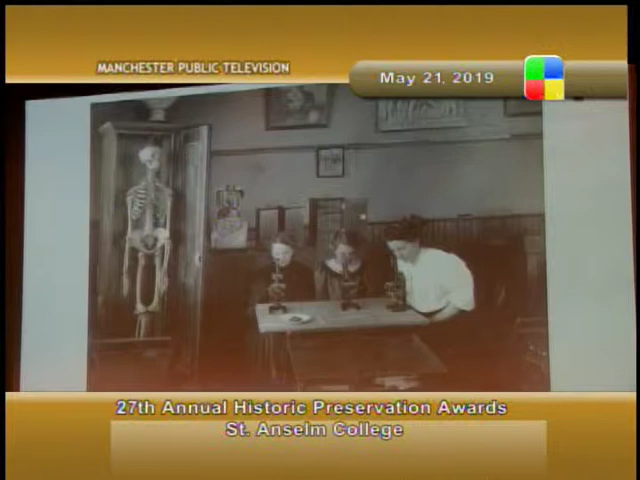 MANCHESTER PUBLIC TELEVISION
May 21, 2019
27th Annual Historic Preservation Awards
St. Anselm College